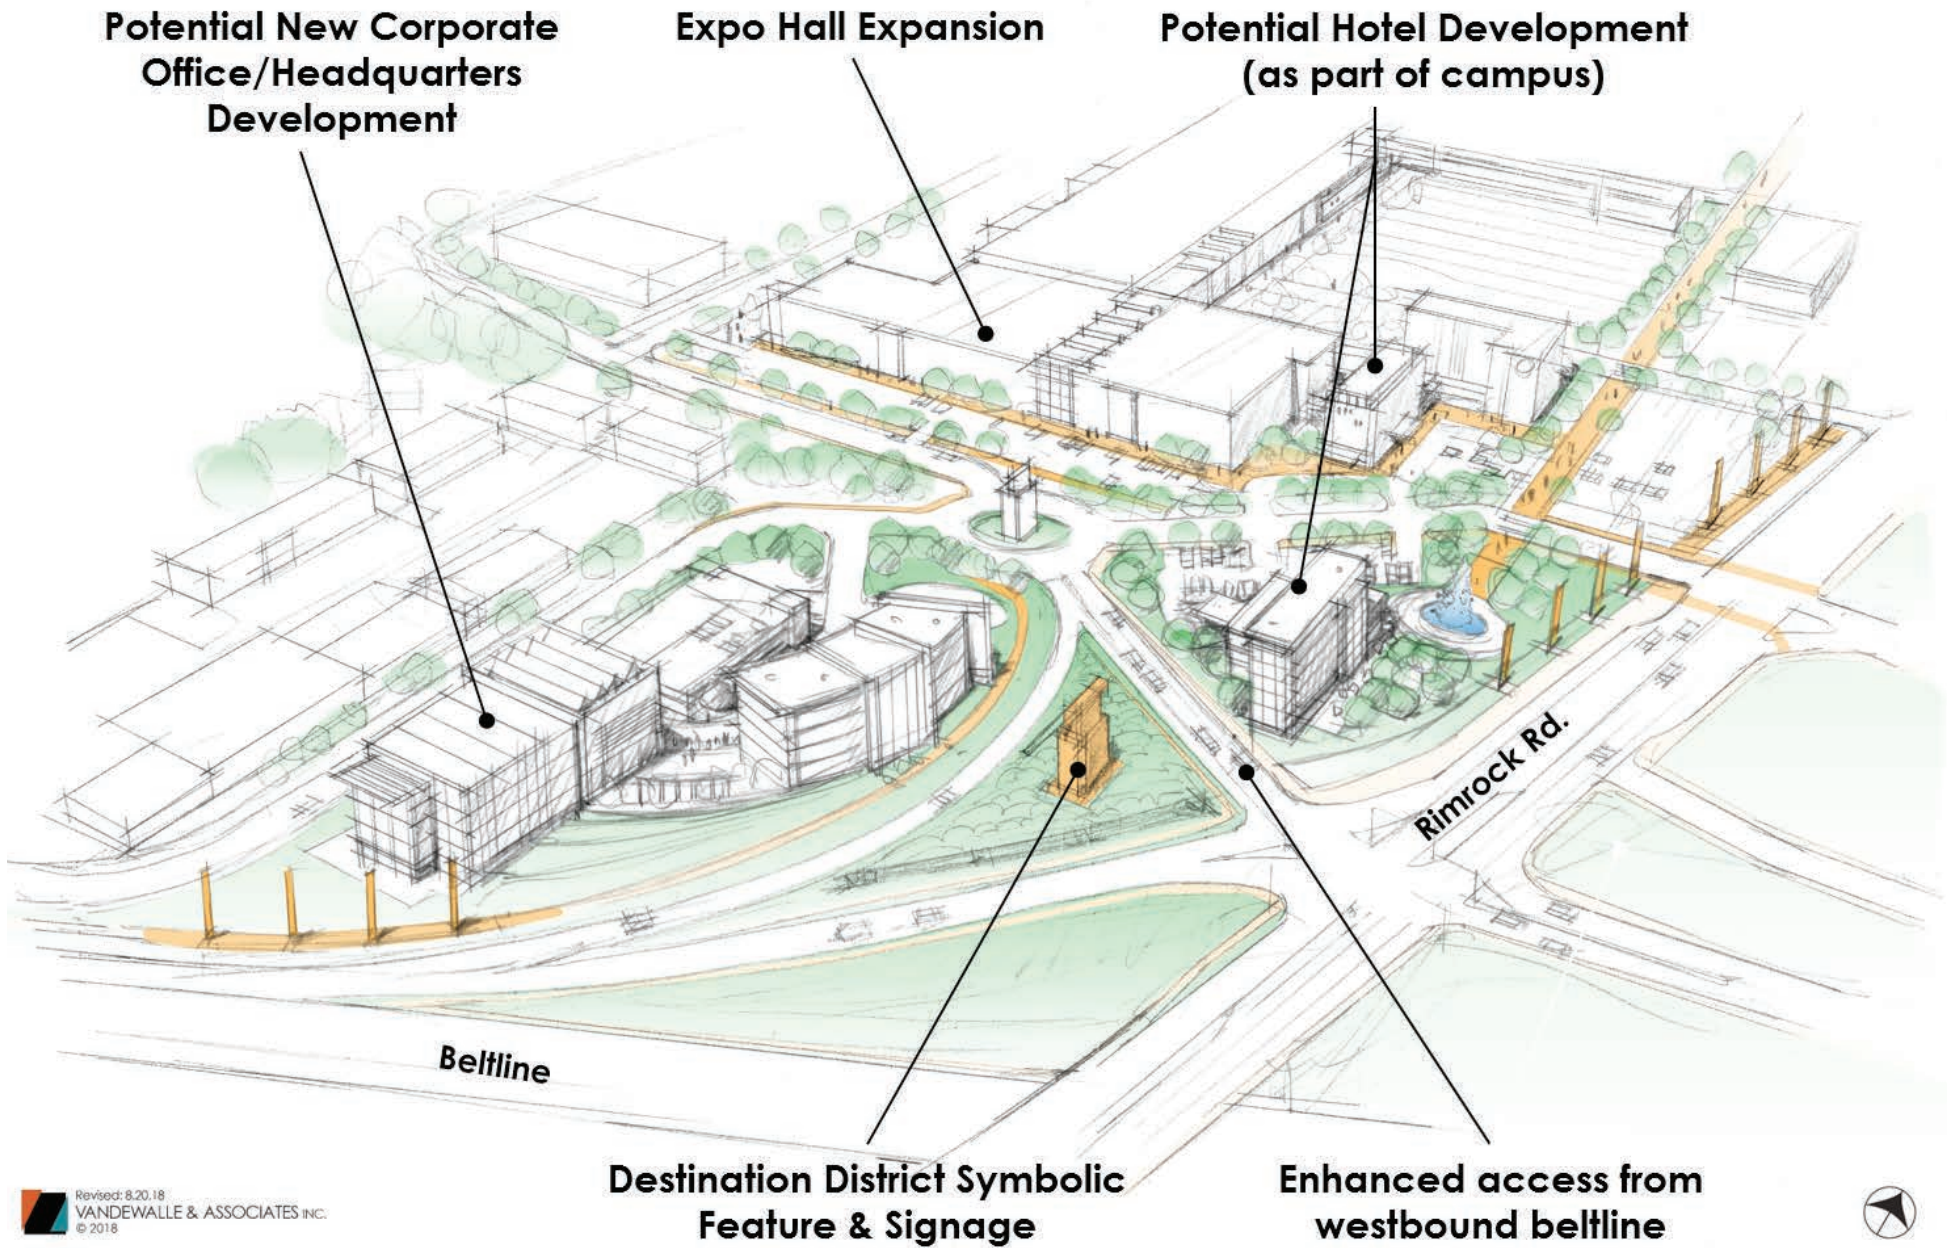 Potential New Corporate
Office/Headquarters
Development
Expo Hall Expansion
Potential Hotel Development
(as part of campus)
Rimrock Rd.
Beltline
Destination District Symbolic
Feature & Signage
Enhanced access from
westbound beltline
Revised: 8.20.18
VANDEWALLE & ASSOCIATES INC.
© 2018